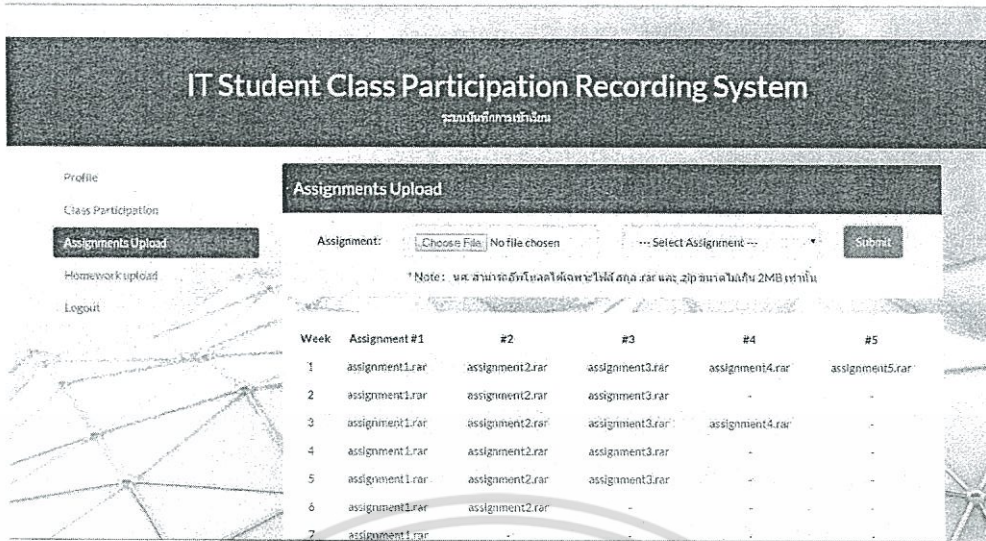 IT Student Class Participation Recording System
ระบบบันทึกการเข้าเรียน
Profile
Class Participation
Assignments Upload
Homework upload
Logout
Assignments Upload
Assignment: Choose File No file chosen --- Select Assignment --- Submit
*Note : นศ. สามารถอัพโหลดได้เฉพาะไฟล์ สกุล .rar และ .zip ขนาดไม่เกิน 2MB เท่านั้น
Week Assignment #1 #2 #3 #4 #5
1 assignment1.rar assignment2.rar assignment3.rar assignment4.rar assignment5.rar
2 assignment1.rar assignment2.rar assignment3.rar - -
3 assignment1.rar assignment2.rar assignment3.rar assignment4.rar -
4 assignment1.rar assignment2.rar assignment3.rar - -
5 assignment1.rar assignment2.rar assignment3.rar - -
6 assignment1.rar assignment2.rar - - -
7 assignment1.rar - - - -